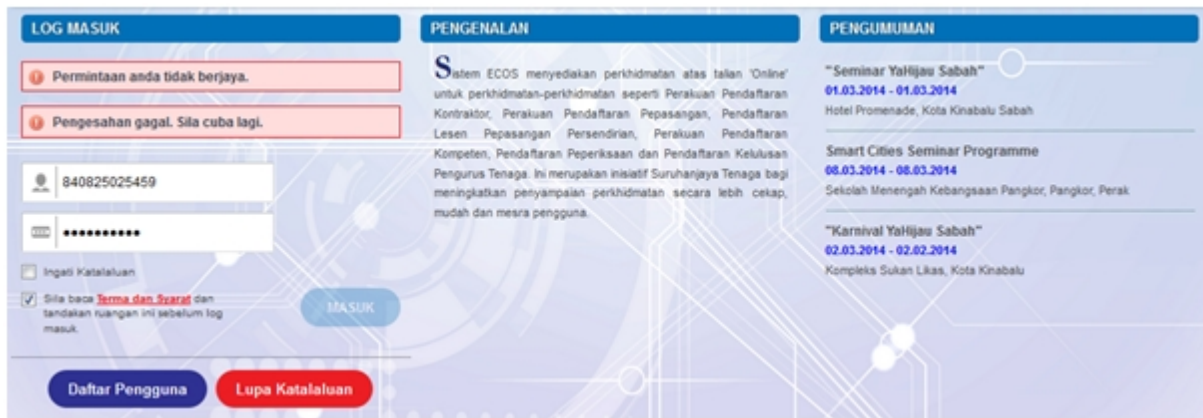 LOG MASUK
Permintaan anda tidak berjaya.
Pengesahan gagal. Sila cuba lagi.
840825025459
••••••••••
Ingati Katalaluan
Sila baca Terma dan Syarat dan
tandakan ruangan ini sebelum log
masuk.
MASUK
Daftar Pengguna
Lupa Katalaluan
PENGENALAN
Sistem ECOS menyediakan perkhidmatan atas talian 'Online'
untuk perkhidmatan-perkhidmatan seperti Perakuan Pendaftaran
Kontraktor, Perakuan Pendaftaran Pepasangan, Pendaftaran
Lesen Pepasangan Persendirian, Perakuan Pendaftaran
Kompeten, Pendaftaran Peperiksaan dan Pendaftaran Kelulusan
Pengurus Tenaga. Ini merupakan inisiatif Suruhanjaya Tenaga bagi
meningkatkan penyampaian perkhidmatan secara lebih cekap,
mudah dan mesra pengguna.
PENGUMUMAN
"Seminar YaHijau Sabah"
01.03.2014 - 01.03.2014
Hotel Promenade, Kota Kinabalu Sabah
Smart Cities Seminar Programme
08.03.2014 - 08.03.2014
Sekolah Menengah Kebangsaan Pangkor, Pangkor, Perak
"Karnival YaHijau Sabah"
02.03.2014 - 02.02.2014
Kompleks Sukan Likas, Kota Kinabalu